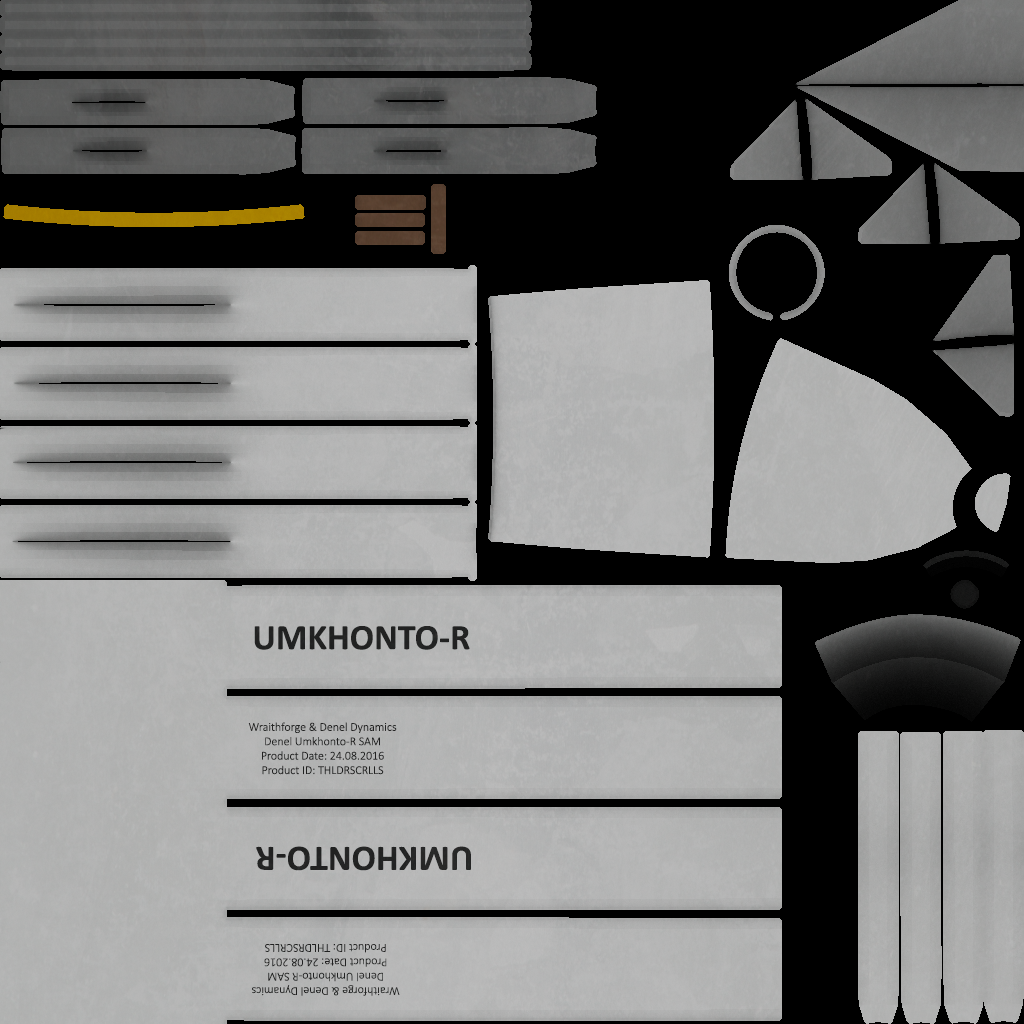 UMKHONTO-R
Wraithforge & Denel Dynamics
Denel Umkhonto-R SAM
Product Date: 24.08.2016
Product ID: THLDRSCRLLS
UMKHONTO-R
Wraithforge & Denel Dynamics
Denel Umkhonto-R SAM
Product Date: 24.08.2016
Product ID: THLDRSCRLLS